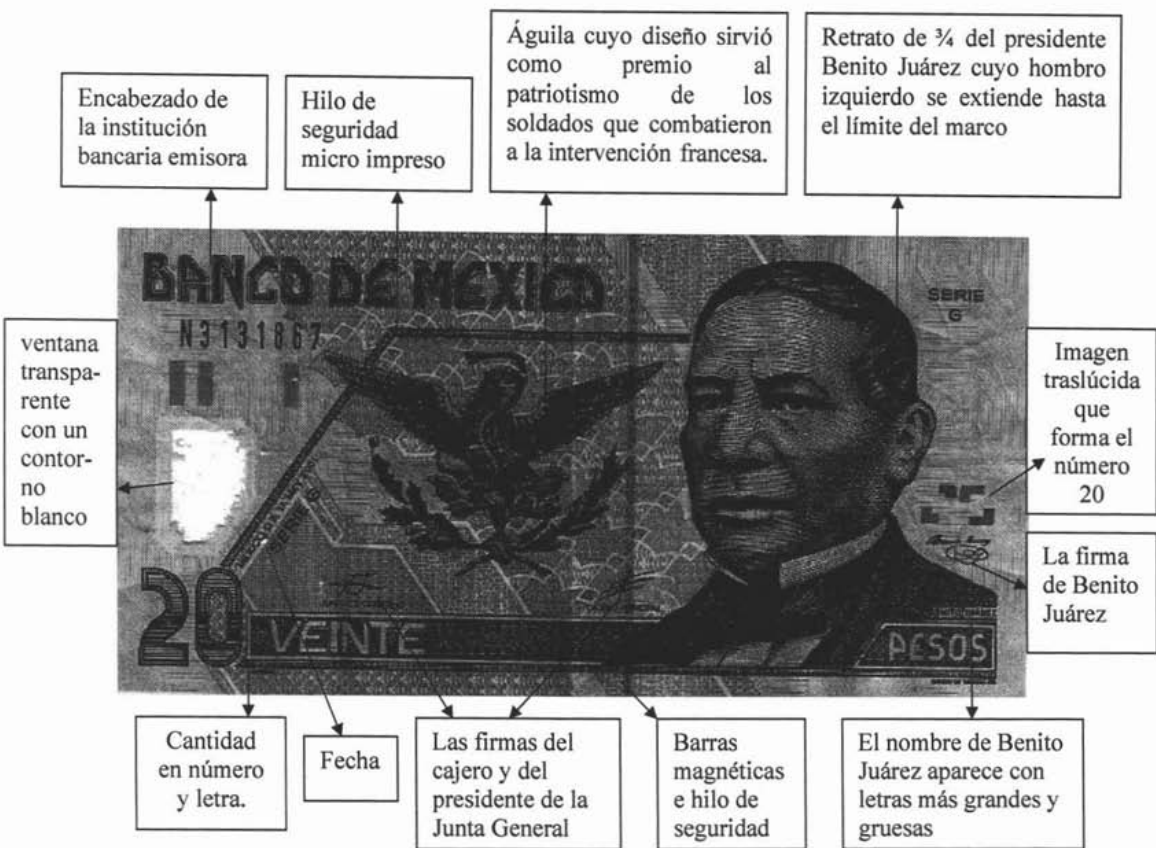 Encabezado de
la institución
bancaria emisora
Hilo de
seguridad
micro impreso
Águila cuyo diseño sirvió
como premio al
patriotismo de los
soldados que combatieron
a la intervención francesa.
Retrato de ¾ del presidente
Benito Juárez cuyo hombro
izquierdo se extiende hasta
el límite del marco
BANCO DE MEXICO
SERIE
G
N3131867
ventana
transpa-
rente
con un
contor-
no
blanco
Imagen
traslúcida
que
forma el
número
20
La firma
de Benito
Juárez
SERIE G
20
VEINTE
PESOS
Cantidad
en número
y letra.
Fecha
Las firmas del
cajero y del
presidente de la
Junta General
Barras
magnéticas
e hilo de
seguridad
El nombre de Benito
Juárez aparece con
letras más grandes y
gruesas